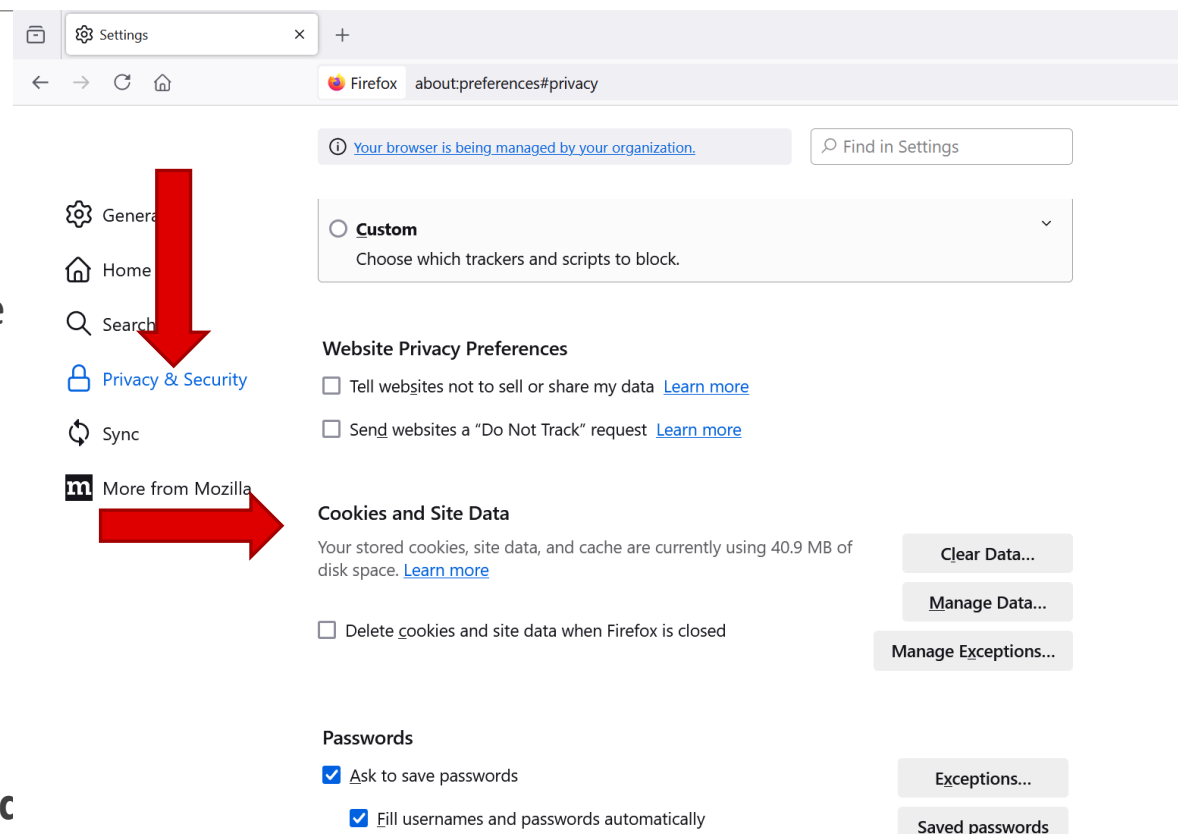 Settings
Firefox about:preferences#privacy
Your browser is being managed by your organization.
Find in Settings
Genera
Home
Search
Privacy & Security
Sync
m More from Mozilla
Custom
Choose which trackers and scripts to block.
Website Privacy Preferences
Tell websites not to sell or share my data Learn more
Send websites a “Do Not Track” request Learn more
Cookies and Site Data
Your stored cookies, site data, and cache are currently using 40.9 MB of
disk space. Learn more
Clear Data...
Manage Data...
Delete cookies and site data when Firefox is closed
Manage Exceptions...
Passwords
Ask to save passwords
Exceptions...
Fill usernames and passwords automatically
Saved passwords